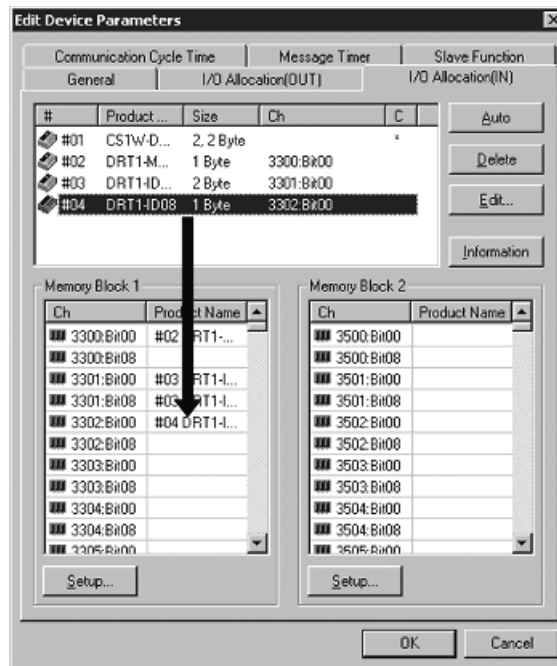 Edit Device Parameters
Communication Cycle Time Message Timer Slave Function
General I/O Allocation(OUT) I/O Allocation(IN)
# Product ... Size Ch C
#01 CS1W-D... 2, 2 Byte *
#02 DRT1-M... 1 Byte 3300:Bit00
#03 DRT1-ID... 2 Byte 3301:Bit00
#04 DRT1-ID08 1 Byte 3302:Bit00
Auto
Delete
Edit...
Information
Memory Block 1
Ch Product Name
3300:Bit00 #02 DRT1-...
3300:Bit08
3301:Bit00 #03 DRT1-I...
3301:Bit08 #03 DRT1-I...
3302:Bit00 #04 DRT1-I...
3302:Bit08
3303:Bit00
3303:Bit08
3304:Bit00
3304:Bit08
3305:Bit00
Setup...
Memory Block 2
Ch Product Name
3500:Bit00
3500:Bit08
3501:Bit00
3501:Bit08
3502:Bit00
3502:Bit08
3503:Bit00
3503:Bit08
3504:Bit00
3504:Bit08
3505:Bit00
Setup...
OK Cancel